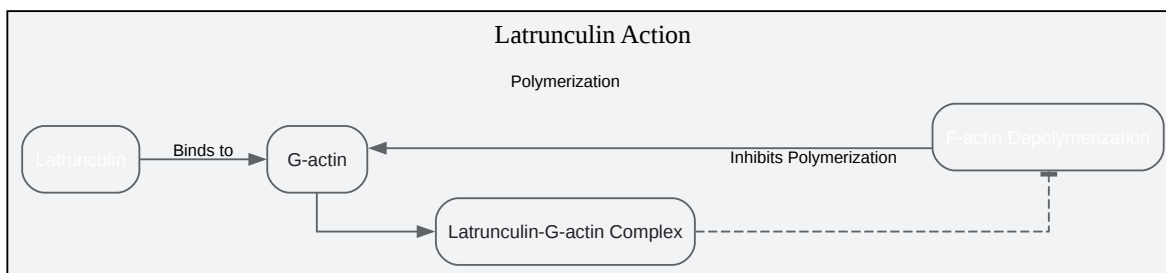 Latrunculin Action
Polymerization
Latrunculin
Binds to
G-actin
Inhibits Polymerization
F-actin Depolymerization
Latrunculin-G-actin Complex